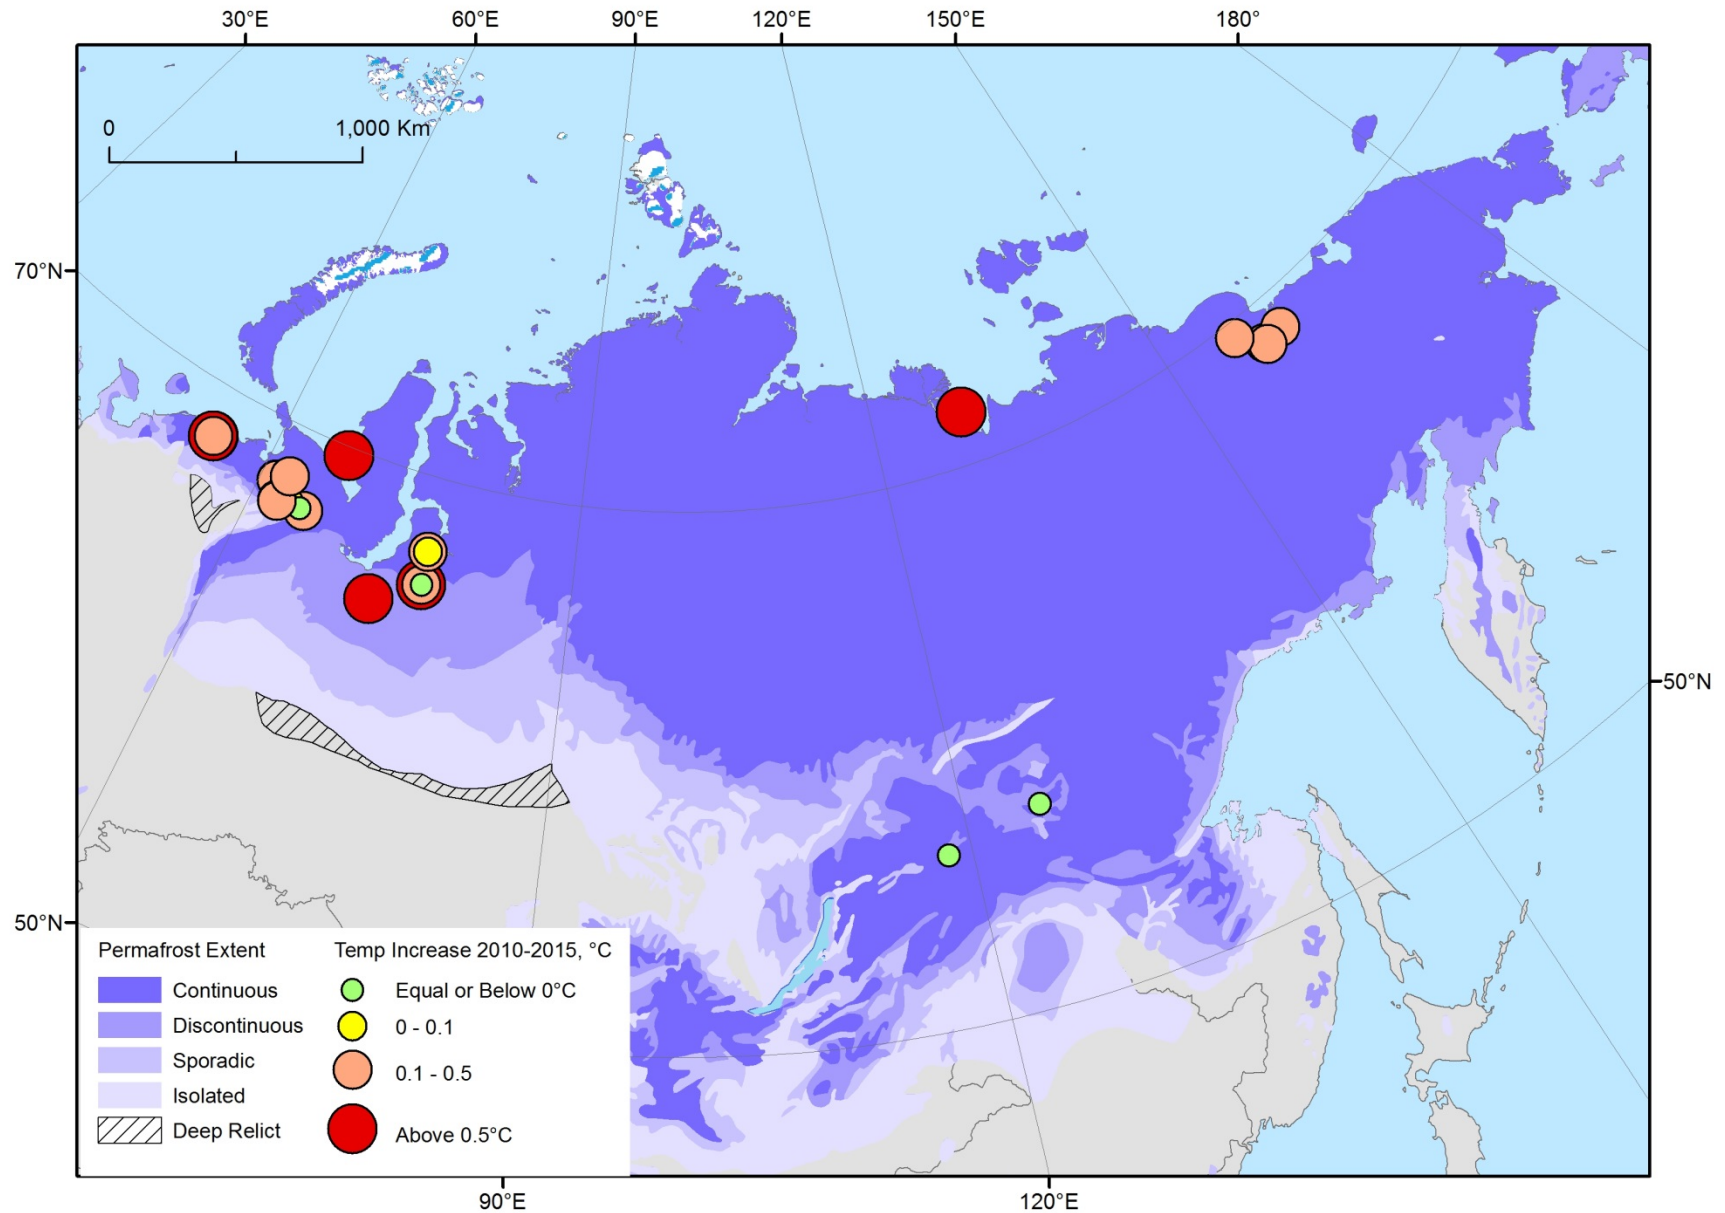 30°E 60°E 90°E 120°E 150°E 180°
0 1,000 Km
70°N
50°N
50°N
Permafrost Extent
Continuous
Discontinuous
Sporadic
Isolated
Deep Relict
Temp Increase 2010-2015, °C
Equal or Below 0°C
0 - 0.1
0.1 - 0.5
Above 0.5°C
90°E 120°E